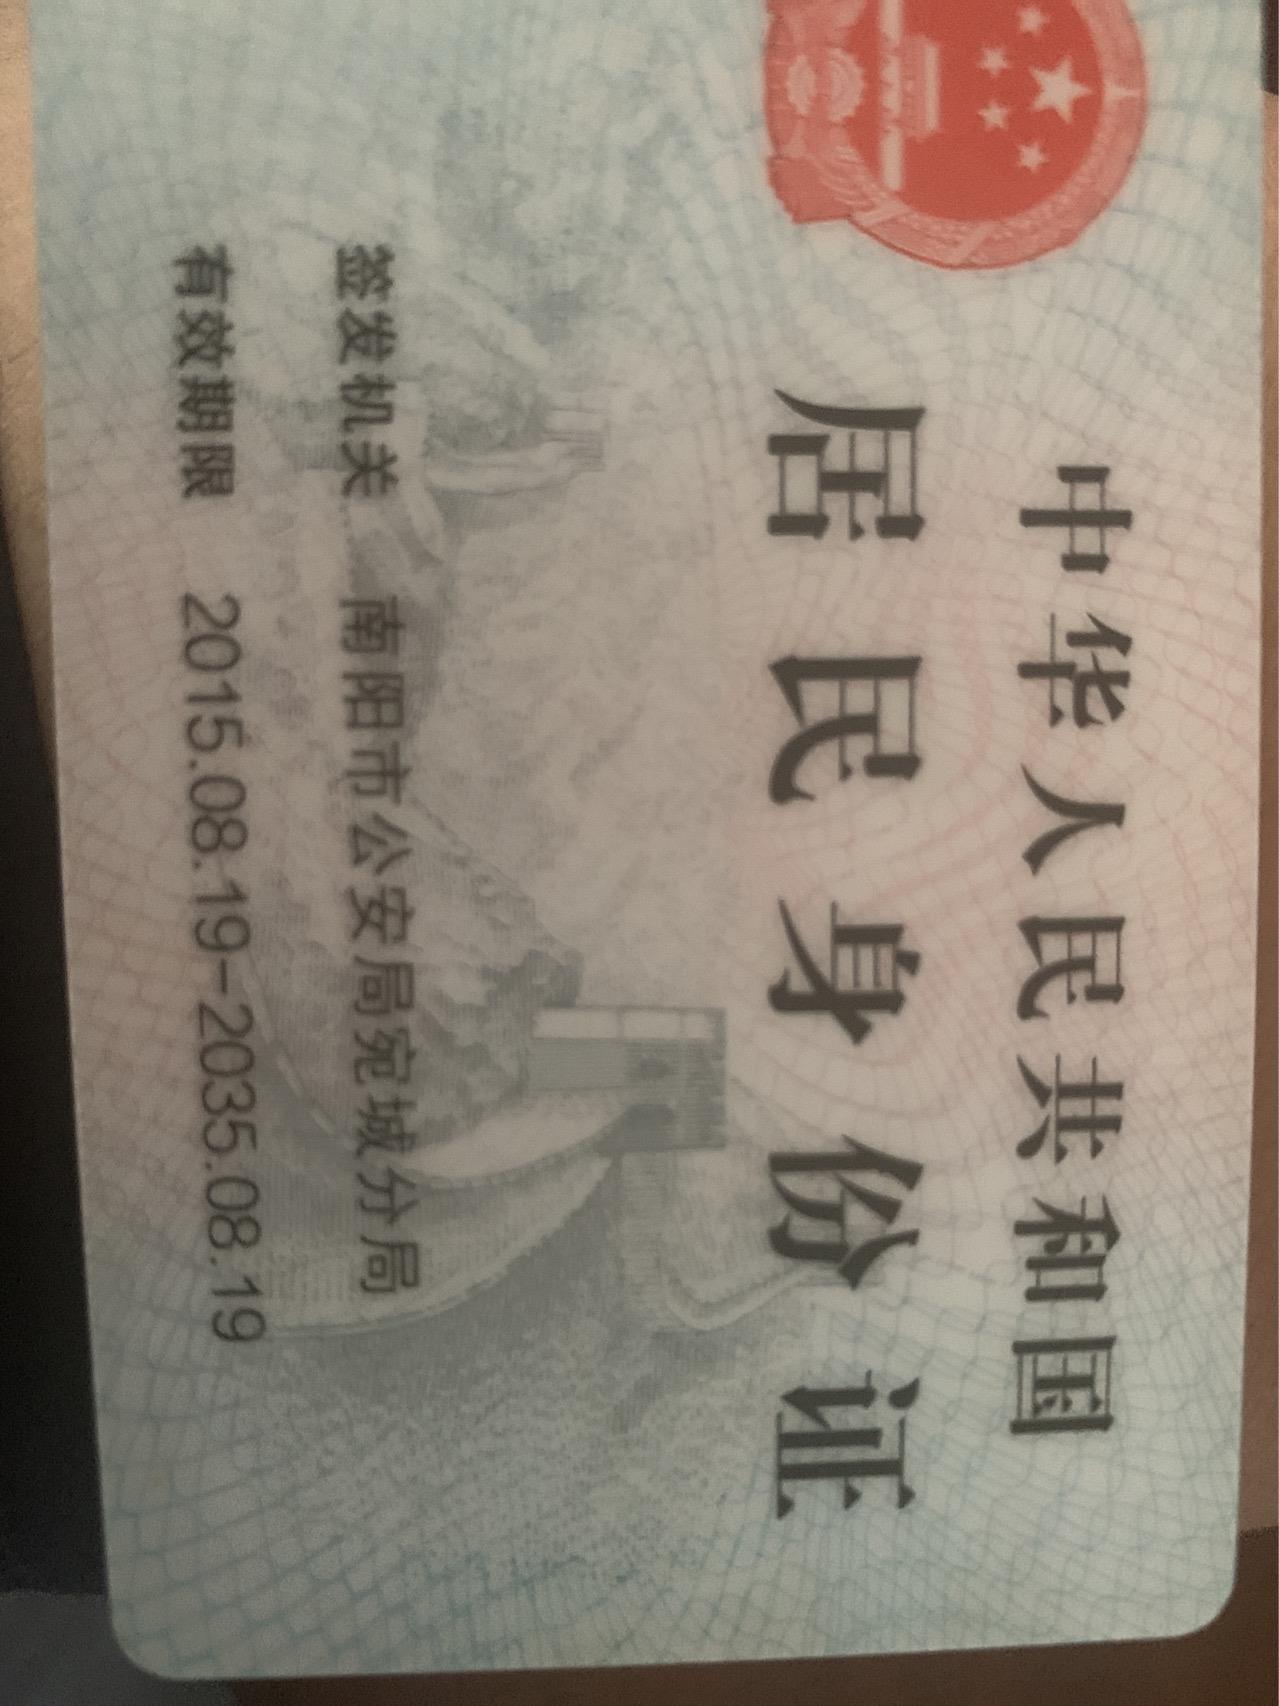 中华人民共和国
居民身份证
签发机关 南阳市公安局宛城分局
有效期限 2015.08.19-2035.08.19